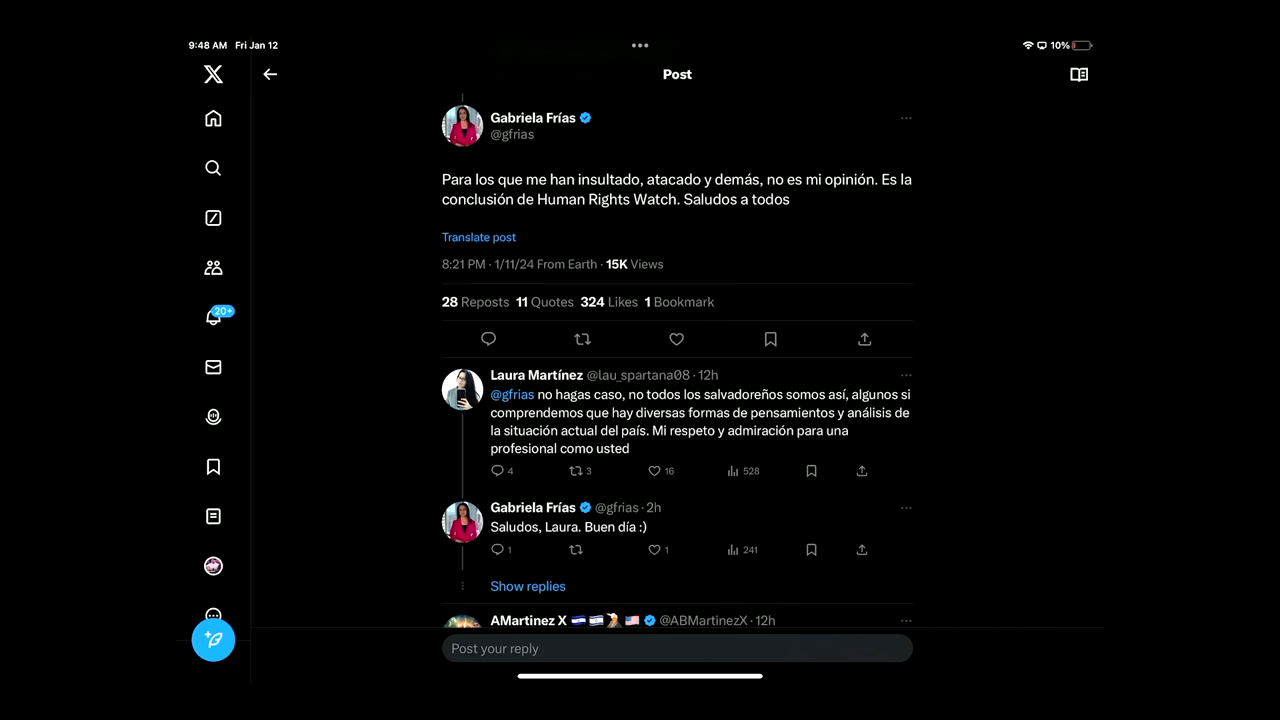 9:48 AM Fri Jan 12
10%
Post
Gabriela Frías
@gfrias
Para los que me han insultado, atacado y demás, no es mi opinión. Es la
conclusión de Human Rights Watch. Saludos a todos
Translate post
8:21 PM · 1/11/24 From Earth · 15K Views
28 Reposts 11 Quotes 324 Likes 1 Bookmark
20+
Laura Martínez @lau_spartana08 · 12h
@gfrias no hagas caso, no todos los salvadoreños somos así, algunos si
comprendemos que hay diversas formas de pensamientos y análisis de
la situación actual del país. Mi respeto y admiración para una
profesional como usted
4 3 16 528
Gabriela Frías @gfrias · 2h
Saludos, Laura. Buen día :)
1 1 241
Show replies
AMartinez X @ABMartinezX · 12h
Post your reply